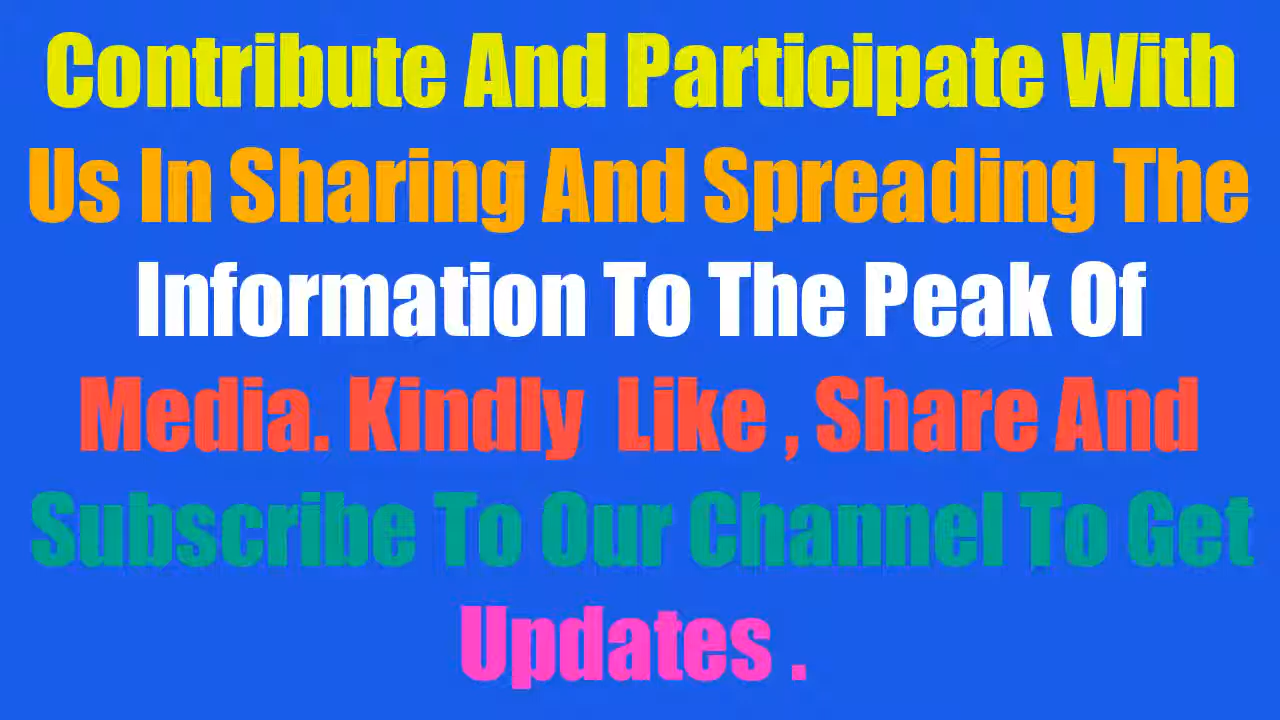 Contribute And Participate With
Us In Sharing And Spreading The
Information To The Peak Of
Media. Kindly  Like , Share And
Subscribe To Our Channel To Get
Updates .